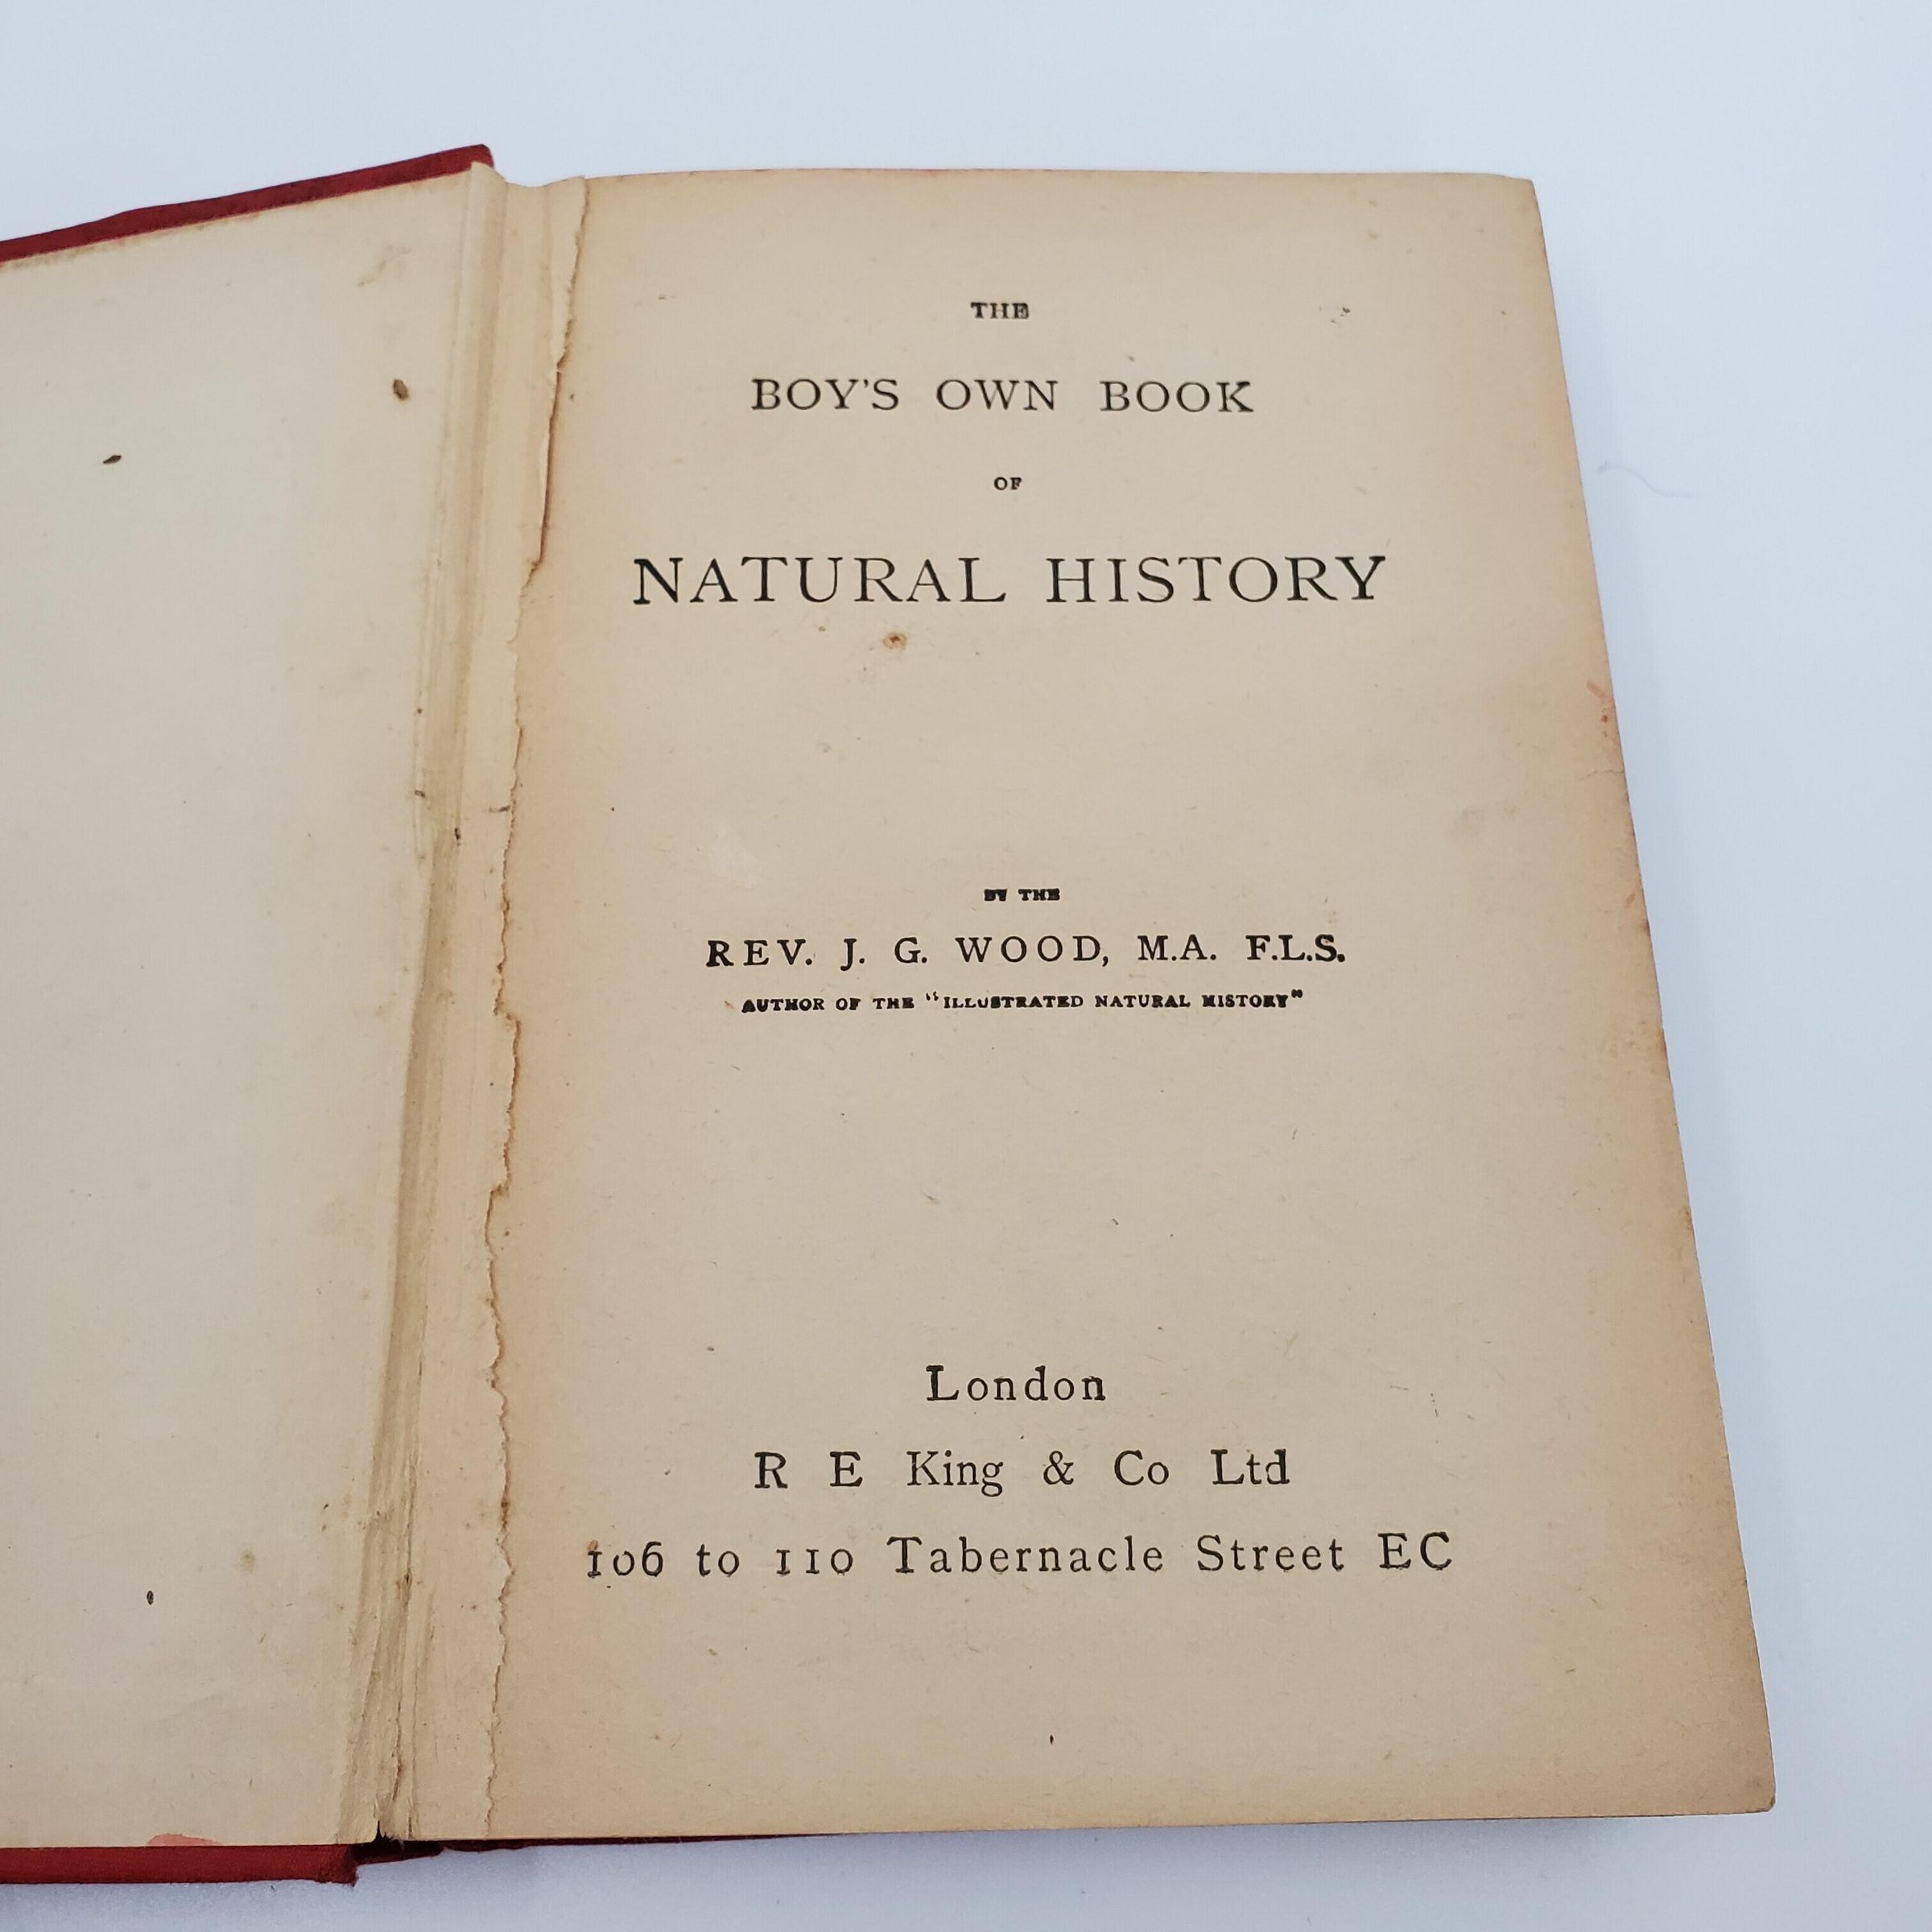 THE
BOY'S OWN BOOK
OF
NATURAL HISTORY
BY THE
REV. J. G. WOOD, M.A. F.L.S.
AUTHOR OF THE "ILLUSTRATED NATURAL HISTORY"
London
R E King & Co Ltd
106 to 110 Tabernacle Street EC